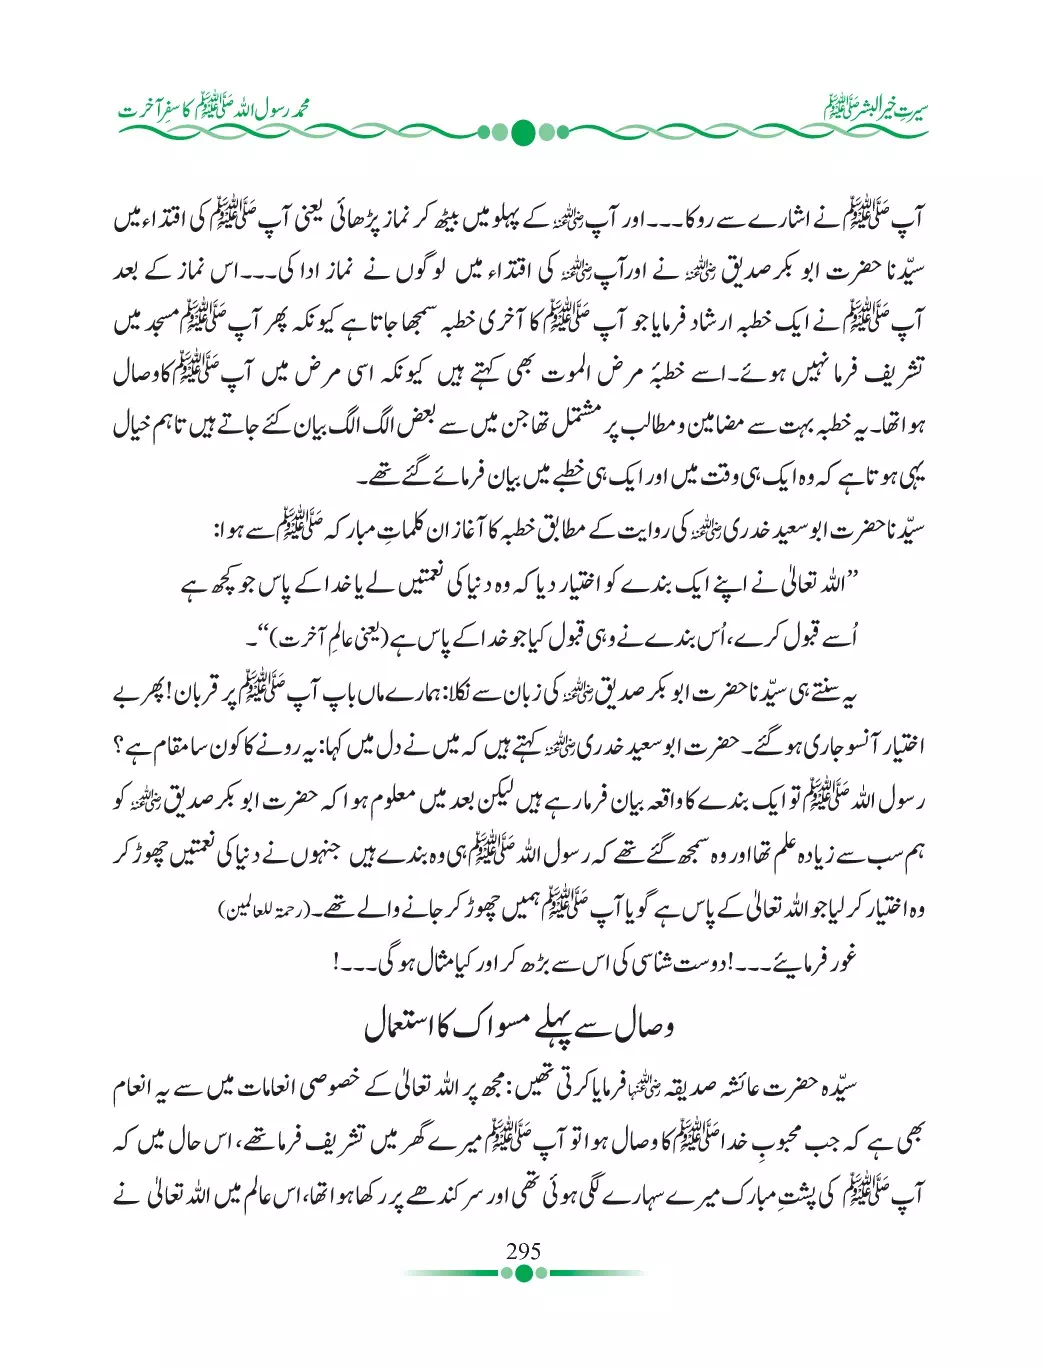 سیرتِ خیر البشر ﷺ
محمد رسول اللہ ﷺ کا سفرِ آخرت
آپ ﷺ نے اشارے سے روکا۔۔۔اور آپ رضی اللہ عنہ کے پہلو میں بیٹھ کر نماز پڑھائی یعنی آپ ﷺ کی اقتداء میں
سیّدنا حضرت ابو بکر صدیق رضی اللہ عنہ نے اور آپ رضی اللہ عنہ کی اقتداء میں لوگوں نے نماز ادا کی۔۔۔اس نماز کے بعد
آپ ﷺ نے ایک خطبہ ارشاد فرمایا جو آپ ﷺ کا آخری خطبہ سمجھا جاتا ہے کیونکہ پھر آپ ﷺ مسجد میں
تشریف فرما نہیں ہوئے۔ اسے خطبۂ مرض الموت بھی کہتے ہیں کیونکہ اسی مرض میں آپ ﷺ کا وصال
ہوا تھا۔ یہ خطبہ بہت سے مضامین و مطالب پر مشتمل تھا جن میں سے بعض الگ الگ بیان کئے جاتے ہیں تاہم خیال
یہی ہوتا ہے کہ وہ ایک ہی وقت میں اور ایک ہی خطبے میں بیان فرمائے گئے تھے۔
سیّدنا حضرت ابو سعید خدری رضی اللہ عنہ کی روایت کے مطابق خطبہ کا آغاز ان کلماتِ مبارکہ ﷺ سے ہوا:
”اللہ تعالیٰ نے اپنے ایک بندے کو اختیار دیا کہ وہ دنیا کی نعمتیں لے یا خدا کے پاس جو کچھ ہے
اُسے قبول کرے، اُس بندے نے وہی قبول کیا جو خدا کے پاس ہے (یعنی عالمِ آخرت)“۔
یہ سنتے ہی سیّدنا حضرت ابو بکر صدیق رضی اللہ عنہ کی زبان سے نکلا: ہمارے ماں باپ آپ ﷺ پر قربان! پھر بے
اختیار آنسو جاری ہو گئے۔ حضرت ابو سعید خدری رضی اللہ عنہ کہتے ہیں کہ میں نے دل میں کہا: یہ رونے کا کون سا مقام ہے؟
رسول اللہ ﷺ تو ایک بندے کا واقعہ بیان فرما رہے ہیں لیکن بعد میں معلوم ہوا کہ حضرت ابو بکر صدیق رضی اللہ عنہ کو
ہم سب سے زیادہ علم تھا اور وہ سمجھ گئے تھے کہ رسول اللہ ﷺ ہی وہ بندے ہیں جنہوں نے دنیا کی نعمتیں چھوڑ کر
وہ اختیار کر لیا جو اللہ تعالیٰ کے پاس ہے گویا آپ ﷺ ہمیں چھوڑ کر جانے والے تھے۔ (رحمۃ للعالمین)
غور فرمایئے۔۔۔! دوست شناسی کی اس سے بڑھ کر اور کیا مثال ہو گی۔۔۔!
وصال سے پہلے مسواک کا استعمال
سیّدہ حضرت عائشہ صدیقہ رضی اللہ عنہا فرمایا کرتی تھیں: مجھ پر اللہ تعالیٰ کے خصوصی انعامات میں سے یہ انعام
بھی ہے کہ جب محبوبِ خدا ﷺ کا وصال ہوا تو آپ ﷺ میرے گھر میں تشریف فرما تھے، اس حال میں کہ
آپ ﷺ کی پشتِ مبارک میرے سہارے لگی ہوئی تھی اور سر کندھے پر رکھا ہوا تھا، اس عالم میں اللہ تعالیٰ نے
295